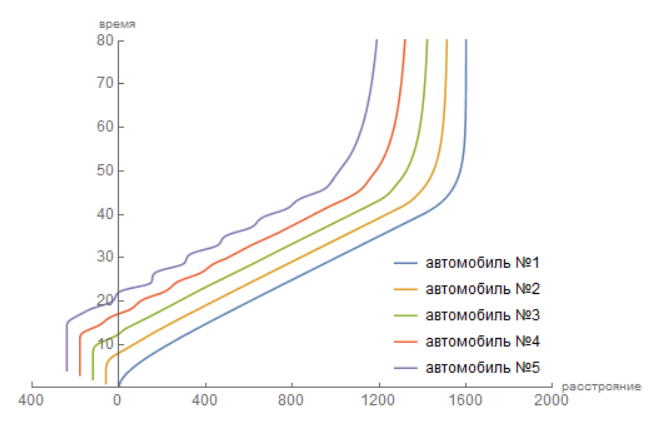 время
80
70
60
50
40
30
20
10
автомобиль №1
автомобиль №2
автомобиль №3
автомобиль №4
автомобиль №5
расстрояние
400 0 400 800 1200 1600 2000